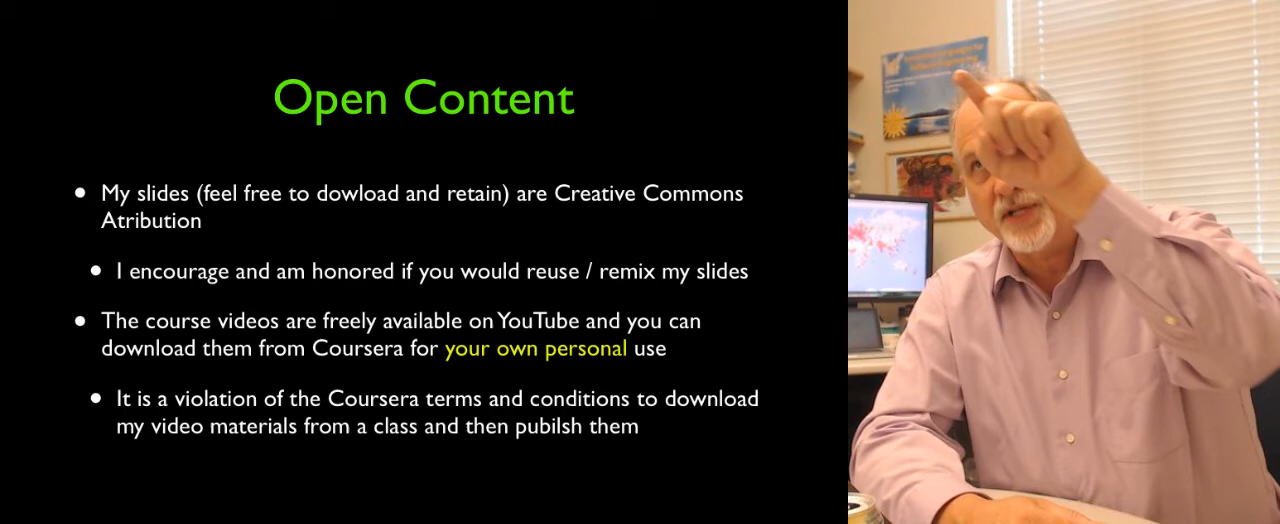 Open Content
• My slides (feel free to dowload and retain) are Creative Commons
Atribution
• I encourage and am honored if you would reuse / remix my slides
• The course videos are freely available on YouTube and you can
download them from Coursera for your own personal use
• It is a violation of the Coursera terms and conditions to download
my video materials from a class and then pubilsh them